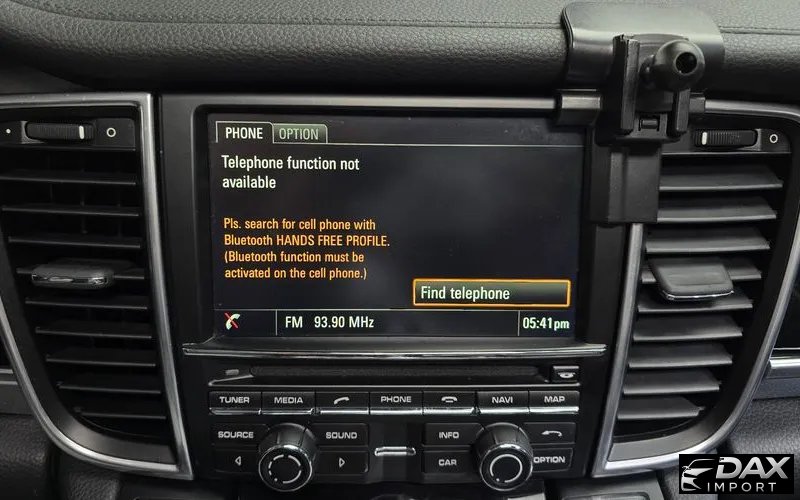 PHONE OPTION
Telephone function not
available
Pls. search for cell phone with
Bluetooth HANDS FREE PROFILE.
(Bluetooth function must be
activated on the cell phone.)
Find telephone
FM 93.90 MHz 05:41pm
TUNER MEDIA PHONE NAVI MAP
SOURCE SOUND INFO
CAR OPTION
DAX
IMPORT